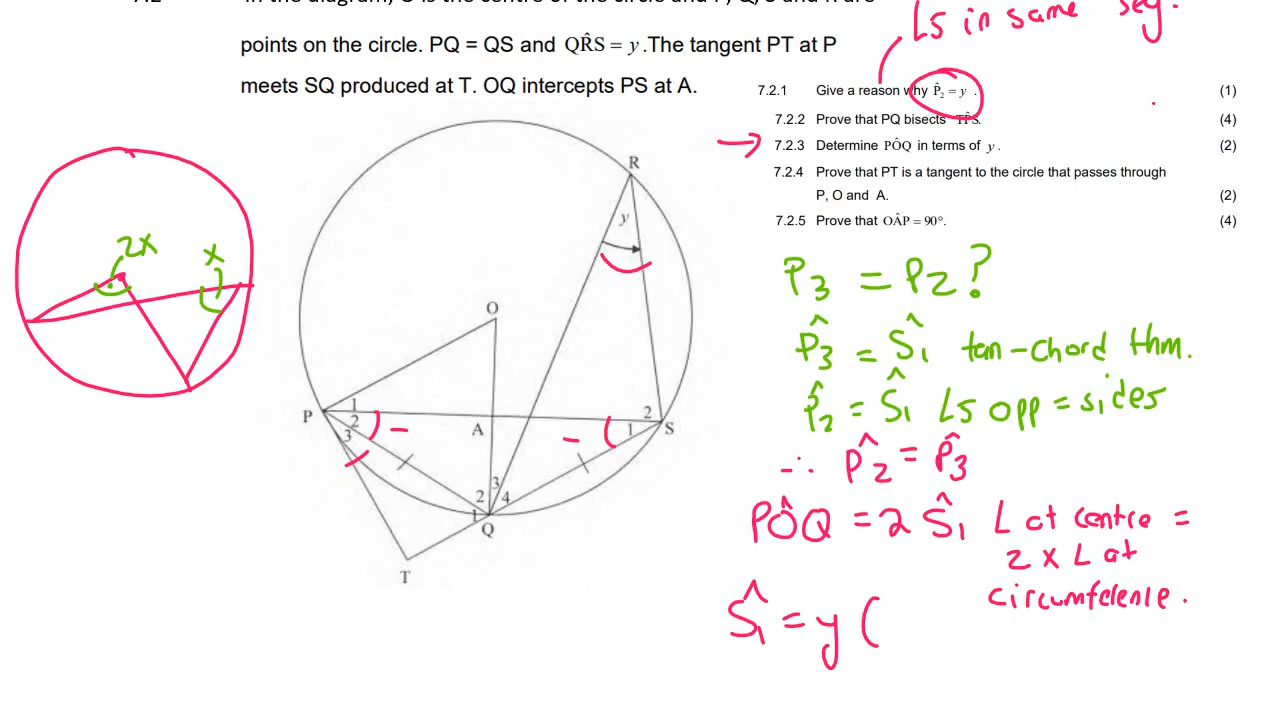 7.2 In the diagram, O is the centre of the circle and P, Q, S and R are
points on the circle. PQ = QS and QR̂S = y .The tangent PT at P
meets SQ produced at T. OQ intercepts PS at A.
Ls in same seg.
7.2.1 Give a reason why P̂₂ = y . (1)
7.2.2 Prove that PQ bisects TP̂S. (4)
7.2.3 Determine PÔQ in terms of y . (2)
7.2.4 Prove that PT is a tangent to the circle that passes through
P, O and A. (2)
7.2.5 Prove that OÂP = 90°. (4)
2x
x
R
y
O
P
1
2
3
A
2
1
S
3
2
4
1
Q
T
P3 = P2?
P̂3 = Ŝ1 tan-chord thm.
P̂2 = Ŝ1 Ls opp = sides
∴ P̂2 = P̂3
PÔQ = 2 Ŝ1 L at centre =
2 x L at
circumference.
Ŝ1 = y (